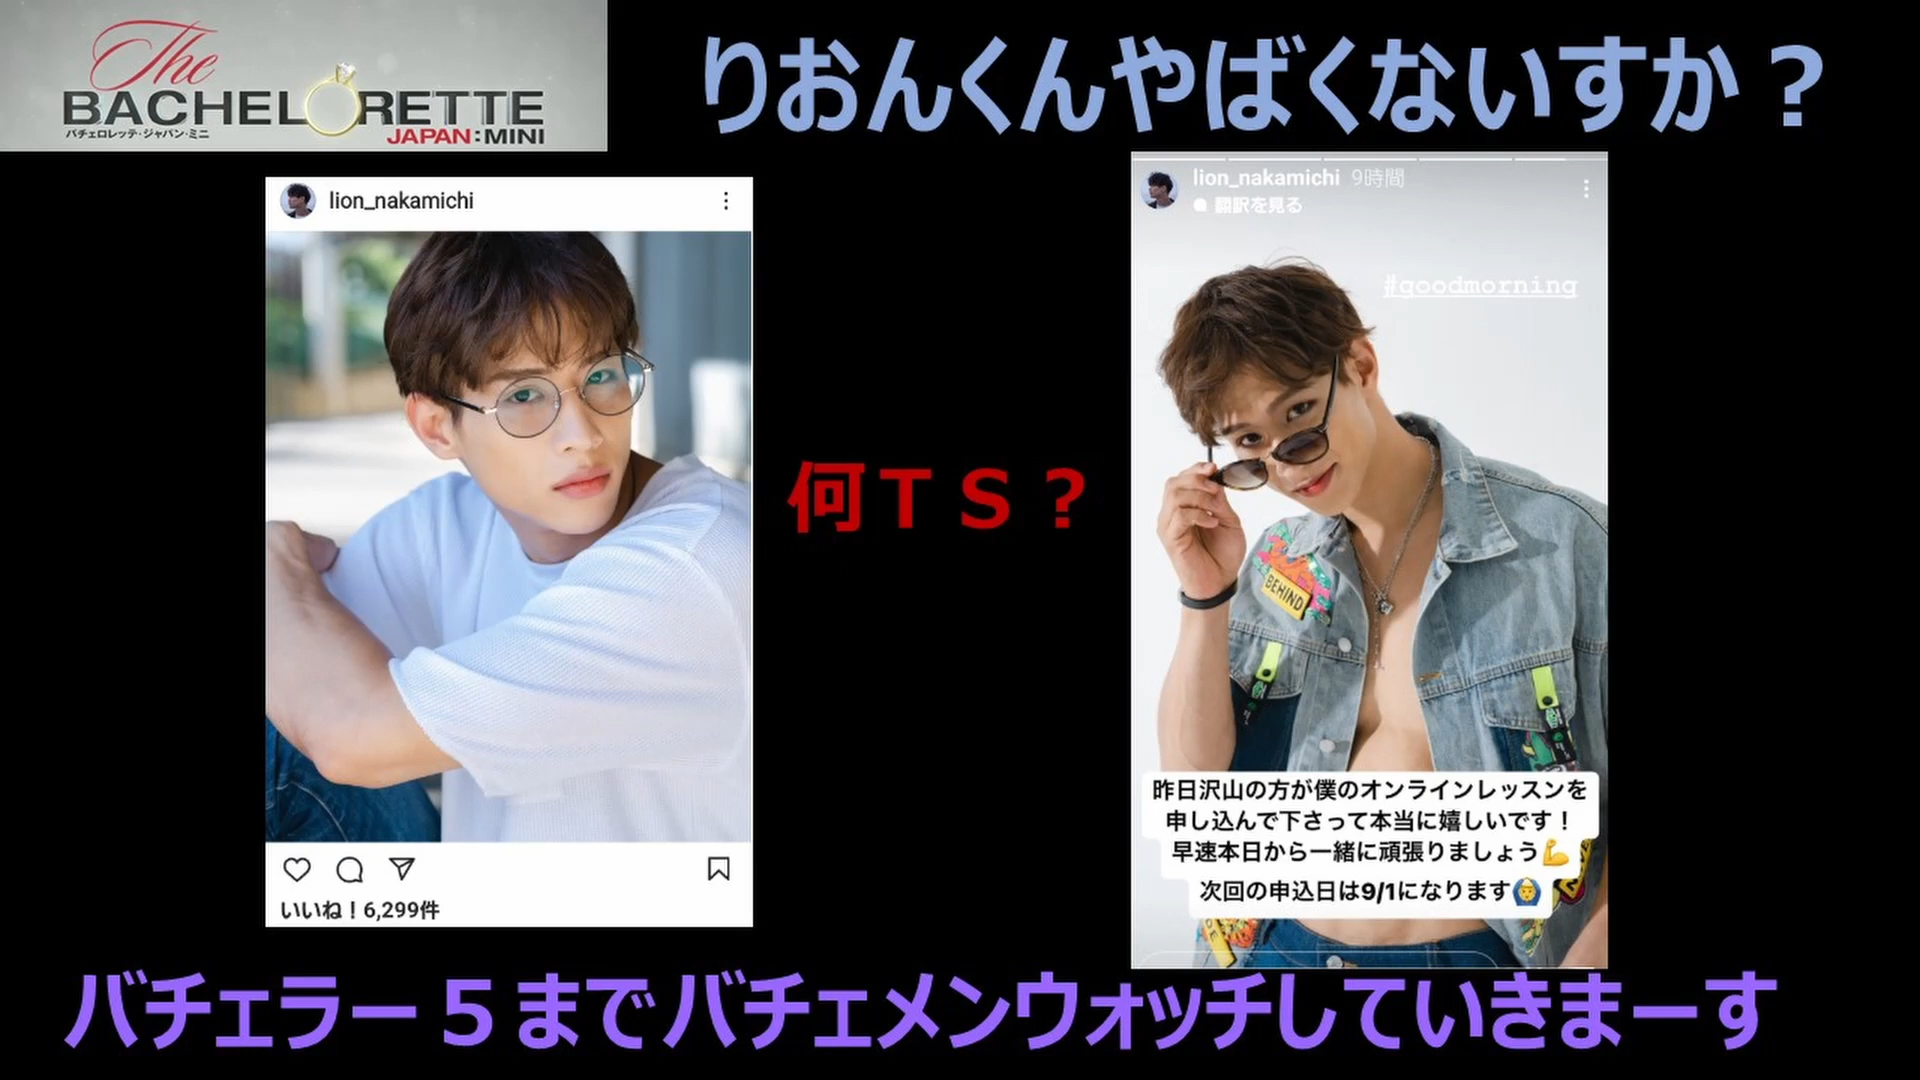 The
BACHELORETTE
バチェロレッテ・ジャパン・ミニ
JAPAN:MINI
りおんくんやばくないすか？
lion_nakamichi
いいね！6,299件
何ＴＳ？
lion_nakamichi 9時間
翻訳を見る
#goodmorning
BEHIND
昨日沢山の方が僕のオンラインレッスンを
申し込んで下さって本当に嬉しいです！
早速本日から一緒に頑張りましょう💪
次回の申込日は9/1になります🙆‍♂️
バチェラー５までバチェメンウォッチしていきまーす